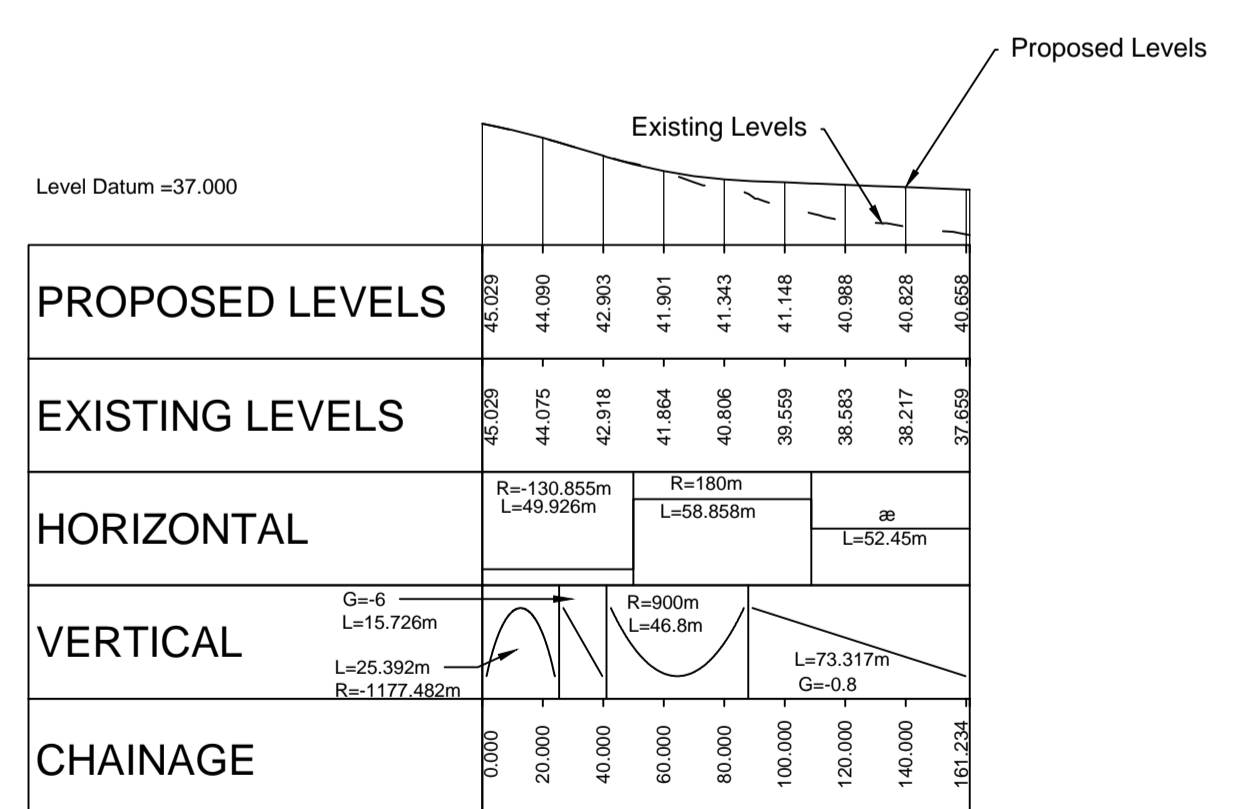 Proposed Levels
Existing Levels
Level Datum =37.000
PROPOSED LEVELS
45.029
44.090
42.903
41.901
41.343
41.148
40.988
40.828
40.658
EXISTING LEVELS
45.029
44.075
42.918
41.864
40.806
39.559
38.583
38.217
37.659
HORIZONTAL
R=-130.855m
L=49.926m
R=180m
L=58.858m
æ
L=52.45m
VERTICAL
G=-6
L=15.726m
L=25.392m
R=-1177.482m
R=900m
L=46.8m
L=73.317m
G=-0.8
CHAINAGE
0.000
20.000
40.000
60.000
80.000
100.000
120.000
140.000
161.234